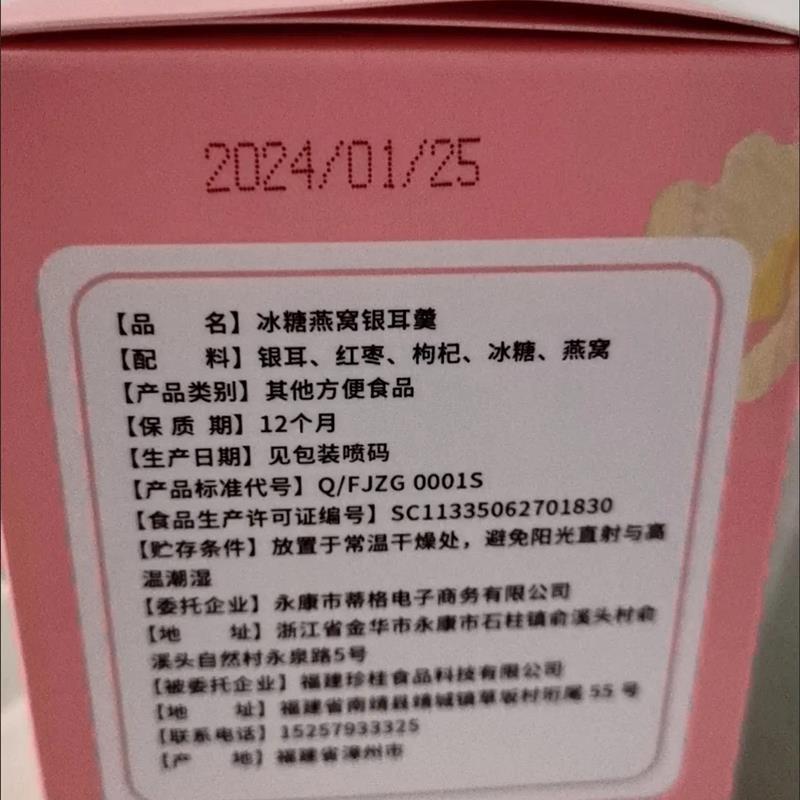 2024/01/25
【品 名】冰糖燕窝银耳羹
【配 料】银耳、红枣、枸杞、冰糖、燕窝
【产品类别】其他方便食品
【保 质 期】12个月
【生产日期】见包装喷码
【产品标准代号】Q/FJZG 0001S
【食品生产许可证编号】SC11335062701830
【贮存条件】放置于常温干燥处，避免阳光直射与高
温潮湿
【委托企业】永康市蒂格电子商务有限公司
【地 址】浙江省金华市永康市石柱镇俞溪头村俞
溪头自然村永泉路5号
【被委托企业】福建珍桂食品科技有限公司
【地 址】福建省南靖县靖城镇草坂村珩尾 55 号
【联系电话】15257933325
【产 地】福建省漳州市